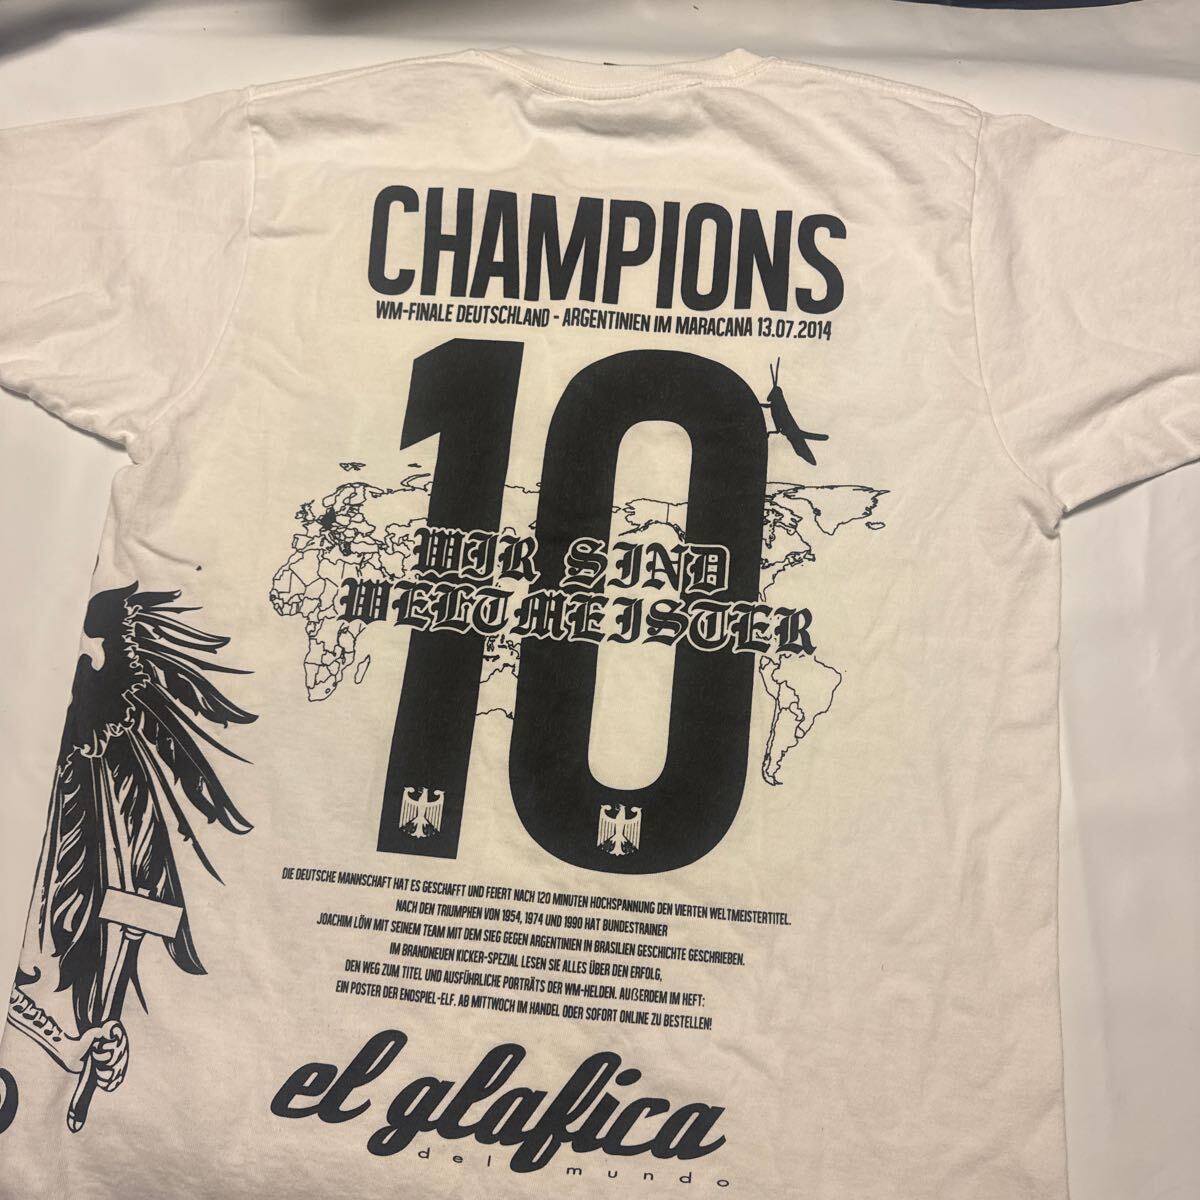 CHAMPIONS
WM-FINALE DEUTSCHLAND - ARGENTINIEN IM MARACANA 13.07.2014
10
WIR SIND
WELTMEISTER
DIE DEUTSCHE MANNSCHAFT HAT ES GESCHAFFT UND FEIERT NACH 120 MINUTEN HOCHSPANNUNG DEN VIERTEN WELTMEISTERTITEL.
NACH DEN TRIUMPHEN VON 1954, 1974 UND 1990 HAT BUNDESTRAINER
JOACHIM LÖW MIT SEINEM TEAM MIT DEM SIEG GEGEN ARGENTINIEN IN BRASILIEN GESCHICHTE GESCHRIEBEN.
IM BRANDNEUEN KICKER-SPEZIAL LESEN SIE ALLES ÜBER DEN ERFOLG,
DEN WEG ZUM TITEL UND AUSFÜHRLICHE PORTRÄTS DER WM-HELDEN. AUßERDEM IM HEFT:
EIN POSTER DER ENDSPIEL-ELF. AB MITTWOCH IM HANDEL ODER SOFORT ONLINE ZU BESTELLEN!
el glafica
del mundo